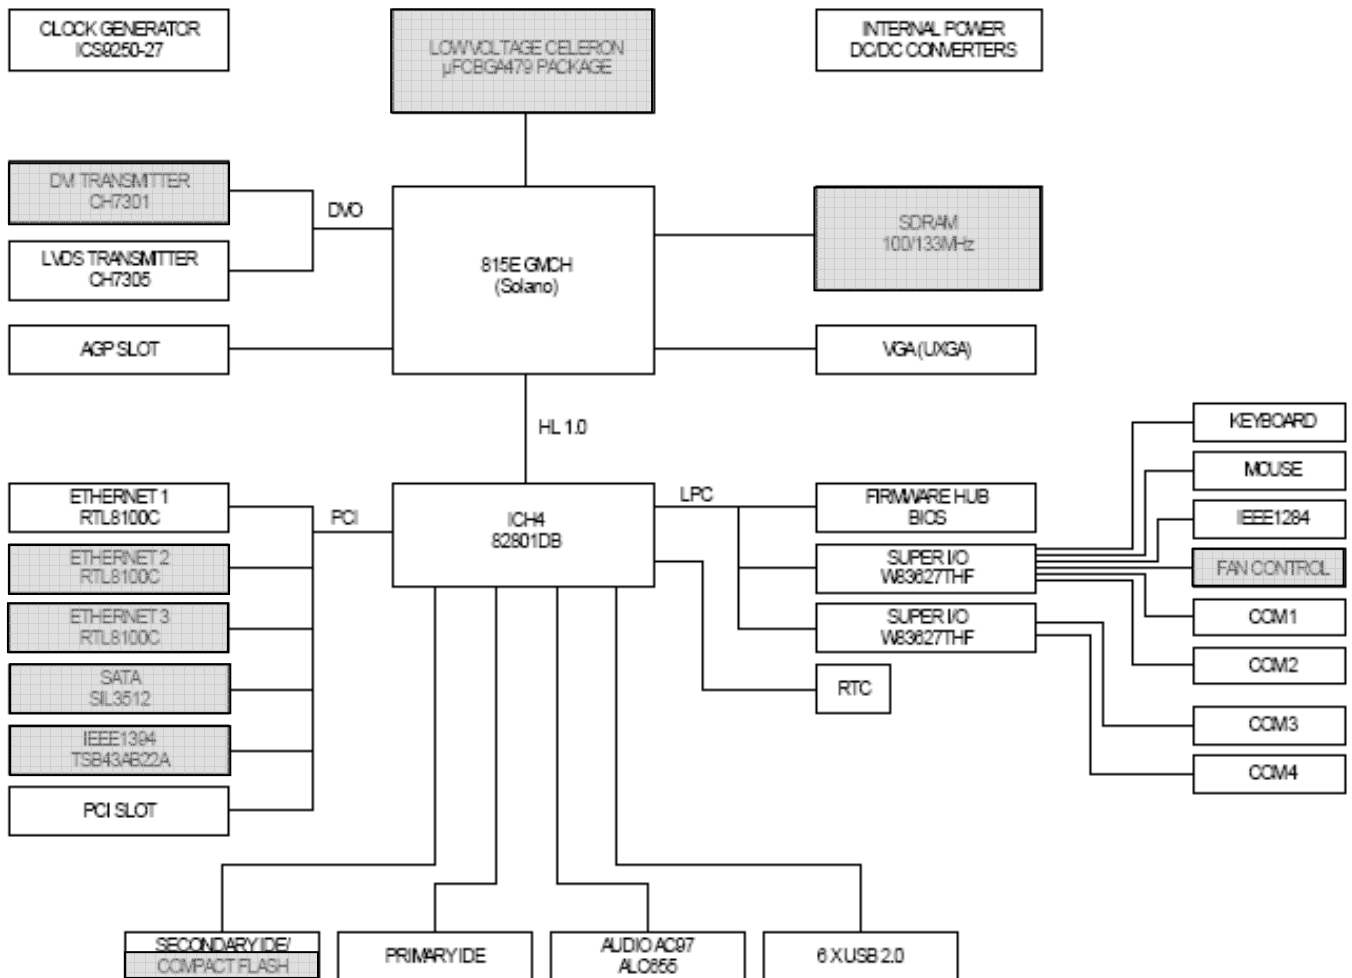 CLOCK GENERATOR
ICS9250-27
LOW VOLTAGE CELERON
µFCBGA479 PACKAGE
INTERNAL POWER
DC/DC CONVERTERS
DVI TRANSMITTER
CH7301
DVO
LVDS TRANSMITTER
CH7305
815E GMCH
(Solano)
SDRAM
100/133MHz
AGP SLOT
VGA (UXGA)
HL 1.0
ETHERNET 1
RTL8100C
PCI
ICH4
82801DB
LPC
FIRMWARE HUB
BIOS
KEYBOARD
MOUSE
IEEE1284
ETHERNET 2
RTL8100C
SUPER I/O
W83627THF
FAN CONTROL
ETHERNET 3
RTL8100C
SUPER I/O
W83627THF
COM1
COM2
SATA
SIL3512
RTC
IEEE1394
TSB43AB22A
COM3
COM4
PCI SLOT
SECONDARY IDE/
COMPACT FLASH
PRIMARY IDE
AUDIO AC97
ALC655
6 X USB 2.0